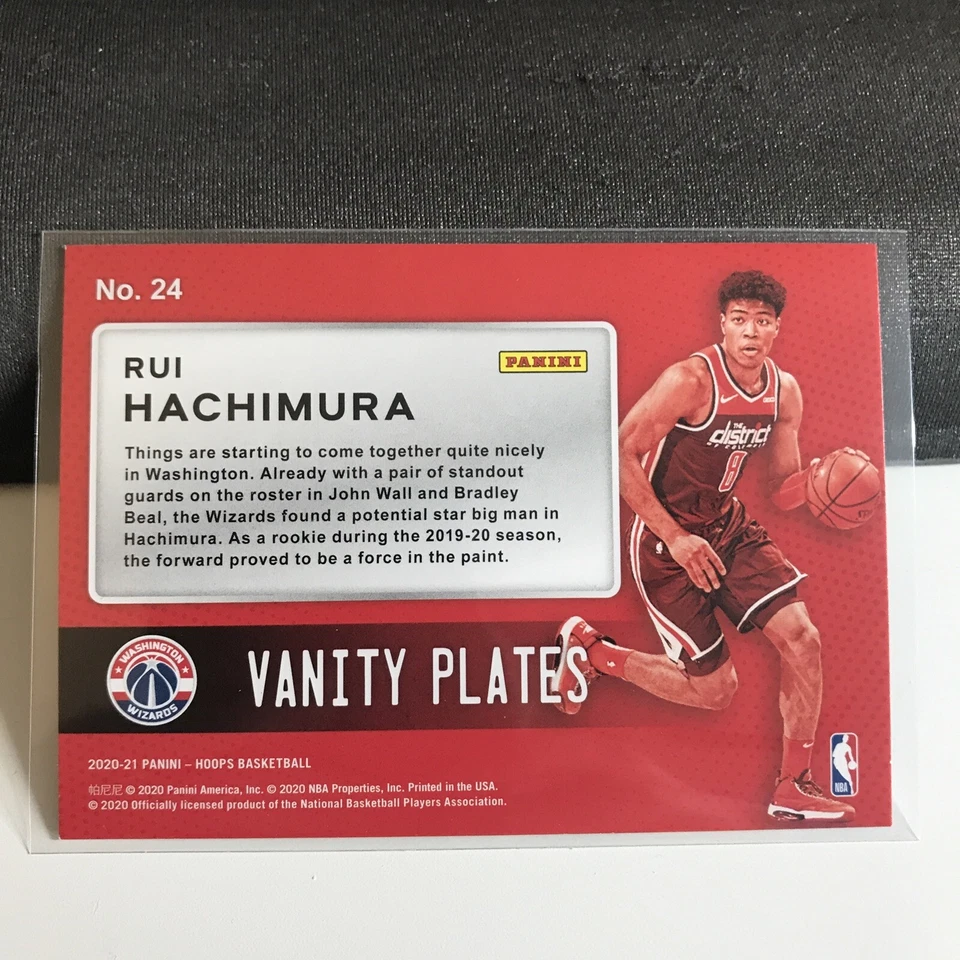 No. 24
RUI
PANINI
HACHIMURA
Things are starting to come together quite nicely
in Washington. Already with a pair of standout
guards on the roster in John Wall and Bradley
Beal, the Wizards found a potential star big man in
Hachimura. As a rookie during the 2019-20 season,
the forward proved to be a force in the paint.
THE
district
OF COLUMBIA
8
WASHINGTON
WIZARDS
VANITY PLATES
2020-21 PANINI – HOOPS BASKETBALL
帕尼尼 © 2020 Panini America, Inc. © 2020 NBA Properties, Inc. Printed in the USA.
© 2020 Officially licensed product of the National Basketball Players Association.
NBA